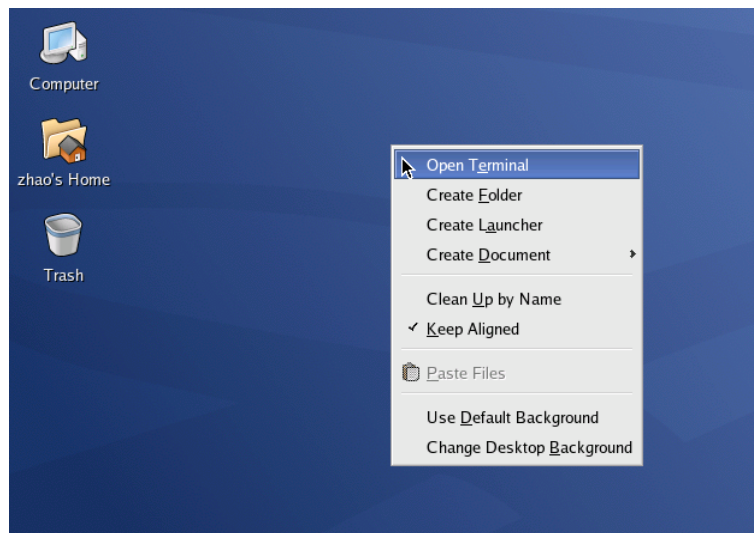 Computer
zhao's Home
Trash
Open Terminal
Create Folder
Create Launcher
Create Document
Clean Up by Name
Keep Aligned
Paste Files
Use Default Background
Change Desktop Background